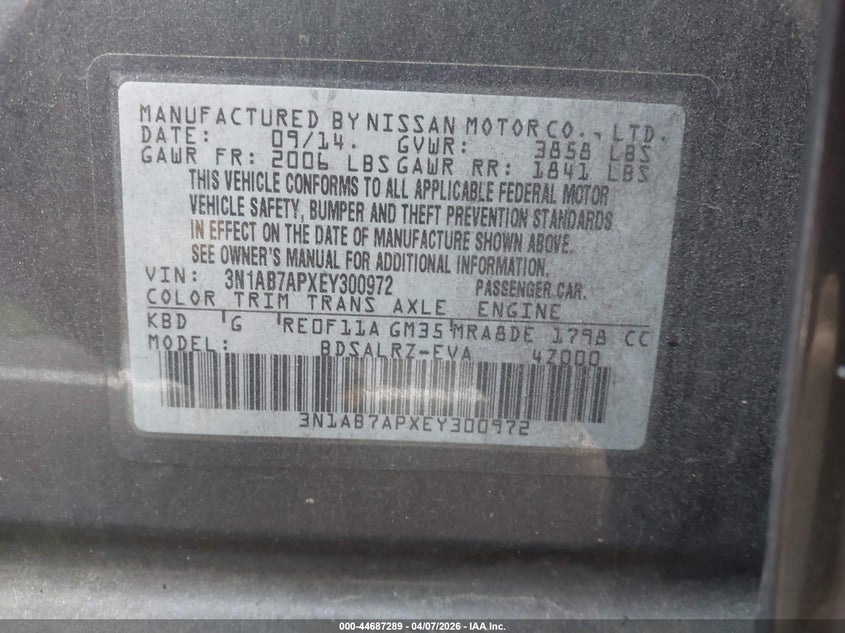 MANUFACTURED BY NISSAN MOTOR CO., LTD.
DATE: 09/14. GVWR: 3858 LBS
GAWR FR: 2006 LBS GAWR RR: 1841 LBS
THIS VEHICLE CONFORMS TO ALL APPLICABLE FEDERAL MOTOR
VEHICLE SAFETY, BUMPER AND THEFT PREVENTION STANDARDS
IN EFFECT ON THE DATE OF MANUFACTURE SHOWN ABOVE.
SEE OWNER'S MANUAL FOR ADDITIONAL INFORMATION.
VIN: 3N1AB7APXEY300972 PASSENGER CAR.
COLOR TRIM TRANS AXLE ENGINE
KBD G RE0F11A GM35 MRA8DE 1798 CC
MODEL: BDSALRZ-EVA 4Z000
3N1AB7APXEY300972
000-44687289 - 04/07/2026 - IAA Inc.